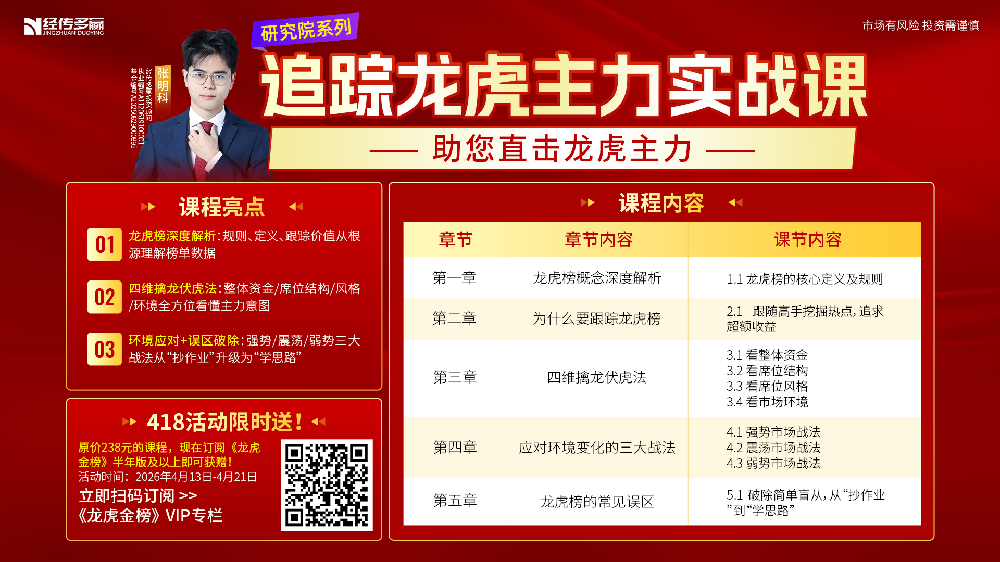 经传多赢
JINGZHUAN DUOYING
市场有风险 投资需谨慎
研究院系列
追踪龙虎主力实战课
助您直击龙虎主力
张明科
经传多赢投资顾问
执业编号A1120619100001
基金编号A20250629000895
课程亮点
01
龙虎榜深度解析：规则、定义、跟踪价值从根
源理解榜单数据
02
四维擒龙伏虎法：整体资金/席位结构/风格
/环境全方位看懂主力意图
03
环境应对+误区破除：强势/震荡/弱势三大
战法从“抄作业”升级为“学思路”
418活动限时送！
原价238元的课程，现在订阅《龙虎
金榜》半年版及以上即可获赠！
活动时间：2026年4月13日-4月21日
立即扫码订阅 >>
《龙虎金榜》VIP专栏
课程内容
章节 章节内容 课节内容
第一章 龙虎榜概念深度解析 1.1 龙虎榜的核心定义及规则
第二章 为什么要跟踪龙虎榜 2.1 跟随高手挖掘热点，追求
超额收益
第三章 四维擒龙伏虎法 3.1 看整体资金
3.2 看席位结构
3.3 看席位风格
3.4 看市场环境
第四章 应对环境变化的三大战法 4.1 强势市场战法
4.2 震荡市场战法
4.3 弱势市场战法
第五章 龙虎榜的常见误区 5.1 破除简单盲从，从“抄作业
”到“学思路”